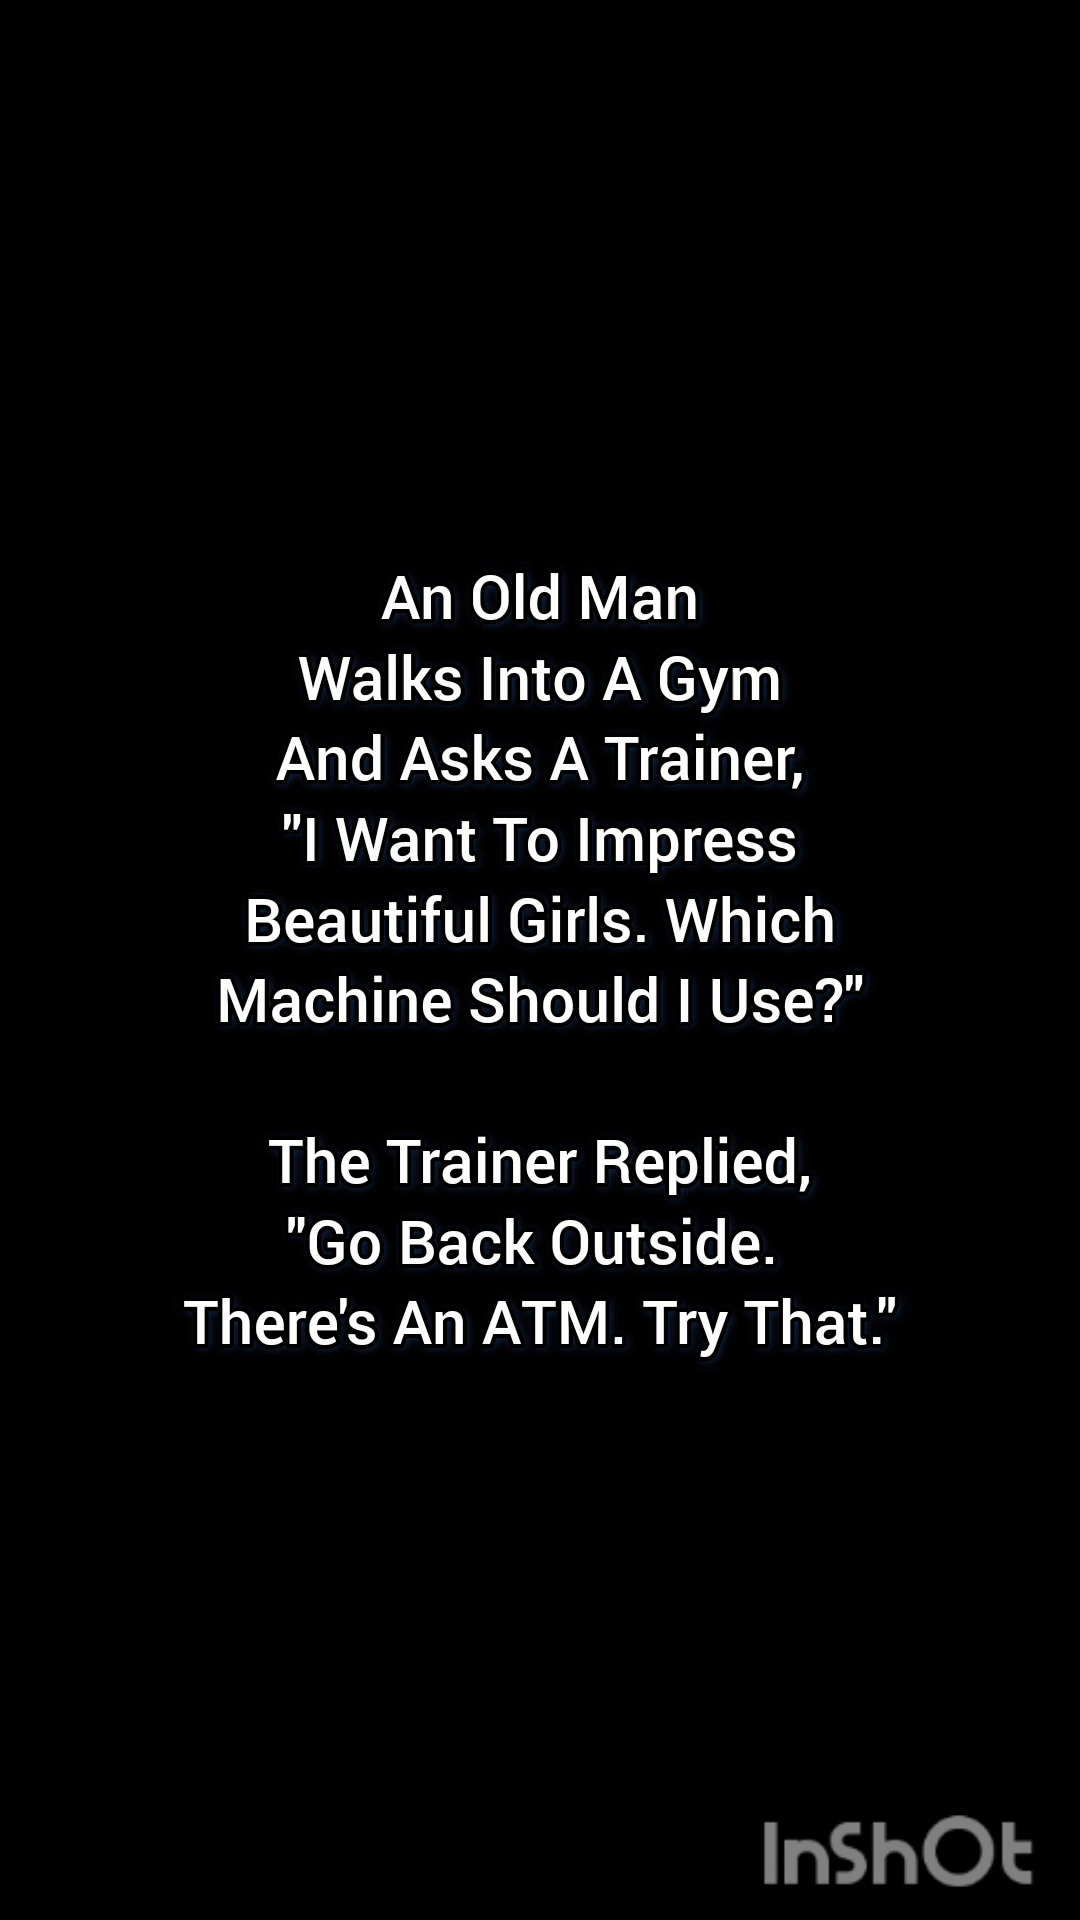 An Old Man
Walks Into A Gym
And Asks A Trainer,
"I Want To Impress
Beautiful Girls. Which
Machine Should I Use?"
The Trainer Replied,
"Go Back Outside.
There's An ATM. Try That."
InShOt